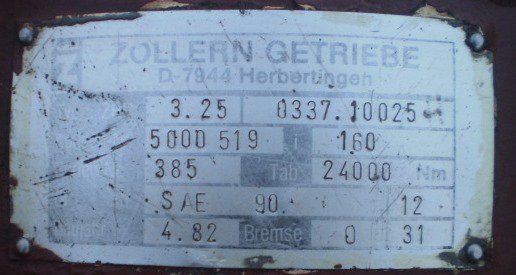 ZOLLERN GETRIEBE
D-7944 Herbertingen
3.25 0337.10025
5000 519 i 160
385 Tab 24000 Nm
SAE 90 12
4.82 Bremse 0 31